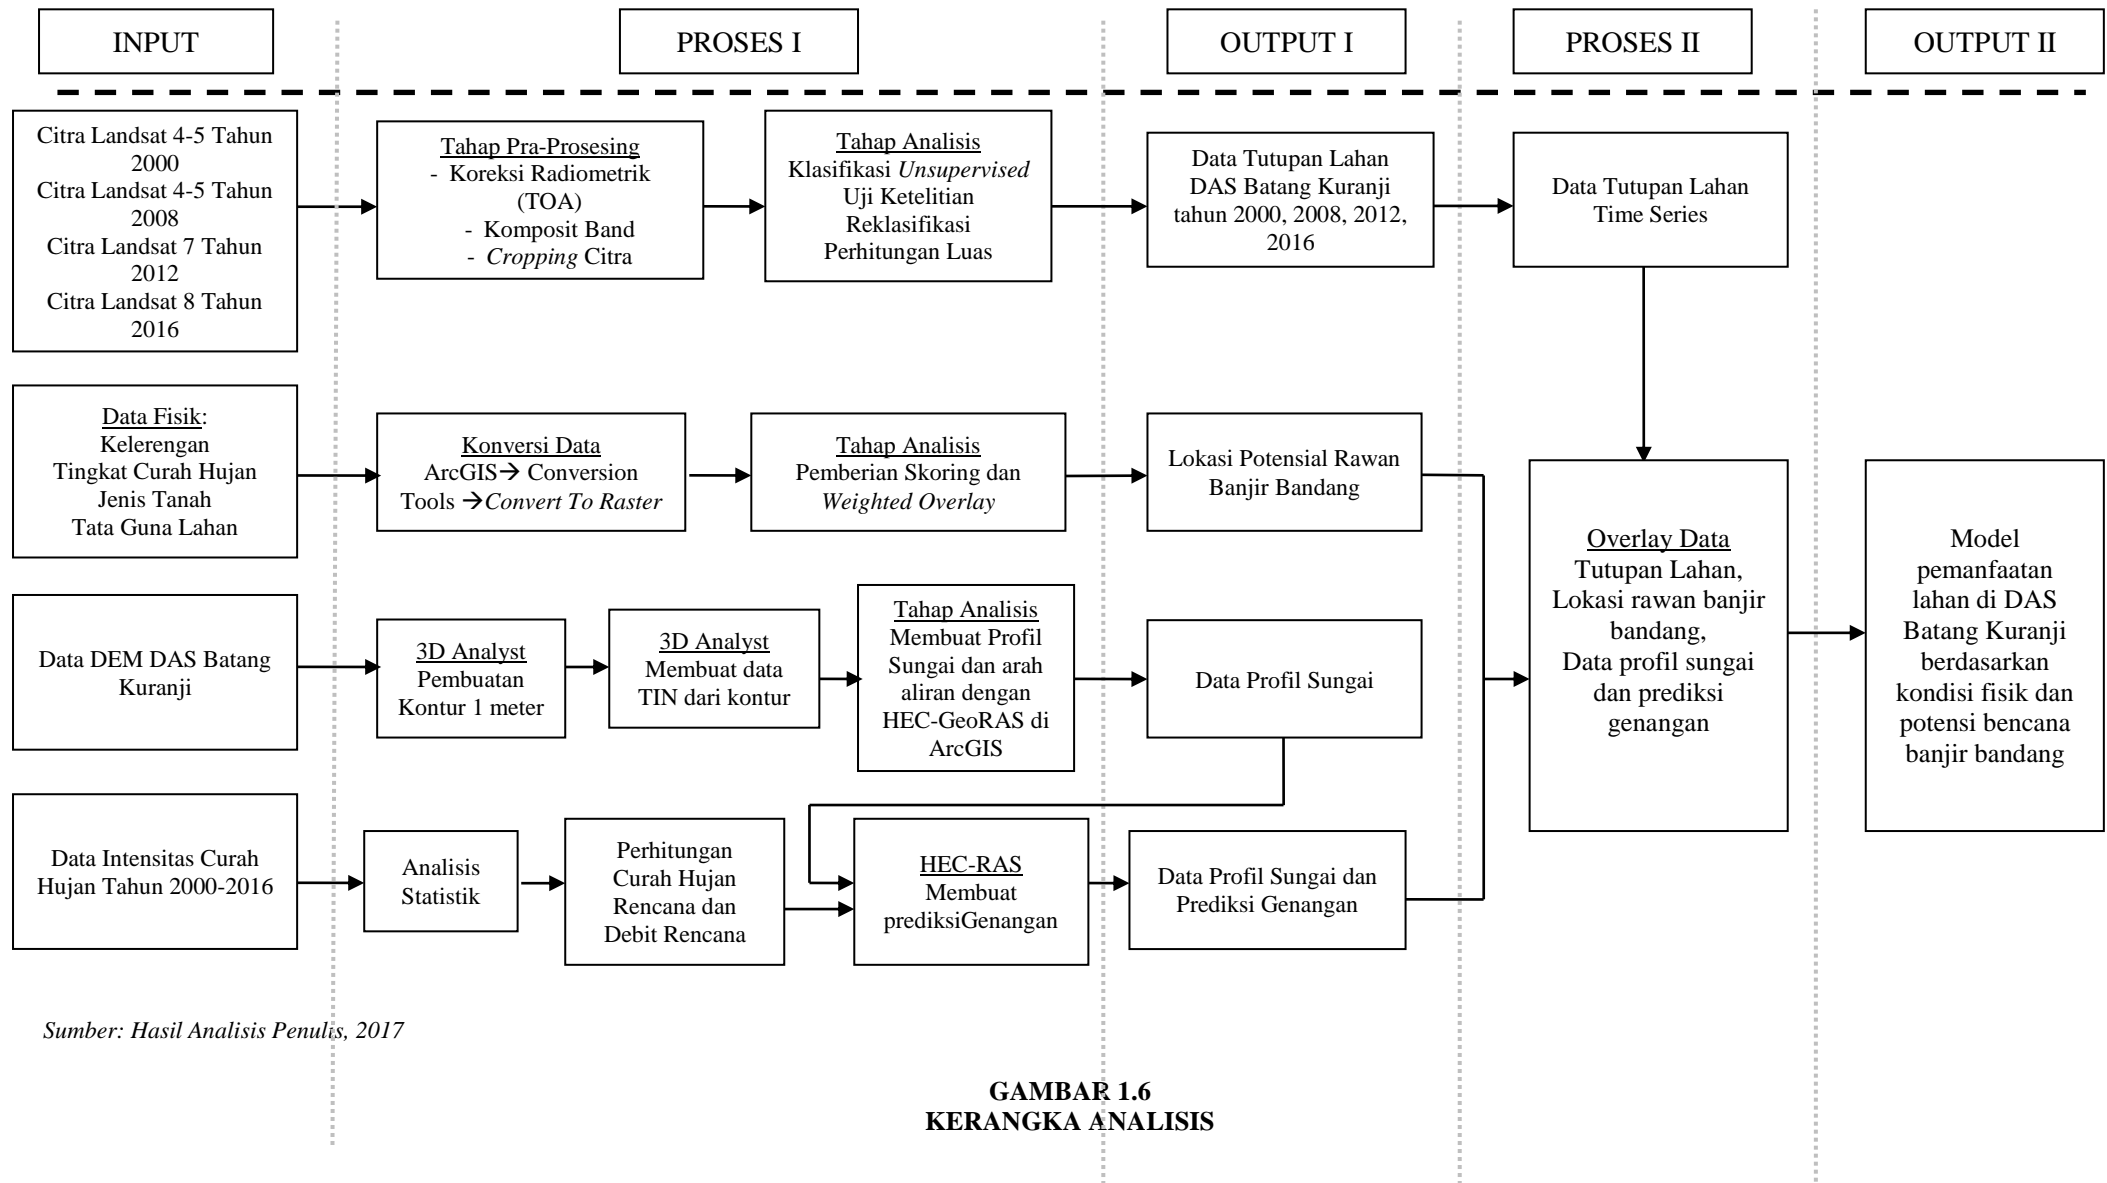 INPUT
PROSES I
OUTPUT I
PROSES II
OUTPUT II
Citra Landsat 4-5 Tahun
2000
Citra Landsat 4-5 Tahun
2008
Citra Landsat 7 Tahun
2012
Citra Landsat 8 Tahun
2016
Tahap Pra-Prosesing
- Koreksi Radiometrik
(TOA)
- Komposit Band
- Cropping Citra
Tahap Analisis
Klasifikasi Unsupervised
Uji Ketelitian
Reklasifikasi
Perhitungan Luas
Data Tutupan Lahan
DAS Batang Kuranji
tahun 2000, 2008, 2012,
2016
Data Tutupan Lahan
Time Series
Data Fisik:
Kelerengan
Tingkat Curah Hujan
Jenis Tanah
Tata Guna Lahan
Konversi Data
ArcGIS→ Conversion
Tools →Convert To Raster
Tahap Analisis
Pemberian Skoring dan
Weighted Overlay
Lokasi Potensial Rawan
Banjir Bandang
Overlay Data
Tutupan Lahan,
Lokasi rawan banjir
bandang,
Data profil sungai
dan prediksi
genangan
Model
pemanfaatan
lahan di DAS
Batang Kuranji
berdasarkan
kondisi fisik dan
potensi bencana
banjir bandang
Data DEM DAS Batang
Kuranji
3D Analyst
Pembuatan
Kontur 1 meter
3D Analyst
Membuat data
TIN dari kontur
Tahap Analisis
Membuat Profil
Sungai dan arah
aliran dengan
HEC-GeoRAS di
ArcGIS
Data Profil Sungai
Data Intensitas Curah
Hujan Tahun 2000-2016
Analisis
Statistik
Perhitungan
Curah Hujan
Rencana dan
Debit Rencana
HEC-RAS
Membuat
prediksiGenangan
Data Profil Sungai dan
Prediksi Genangan
Sumber: Hasil Analisis Penulis, 2017
GAMBAR 1.6
KERANGKA ANALISIS